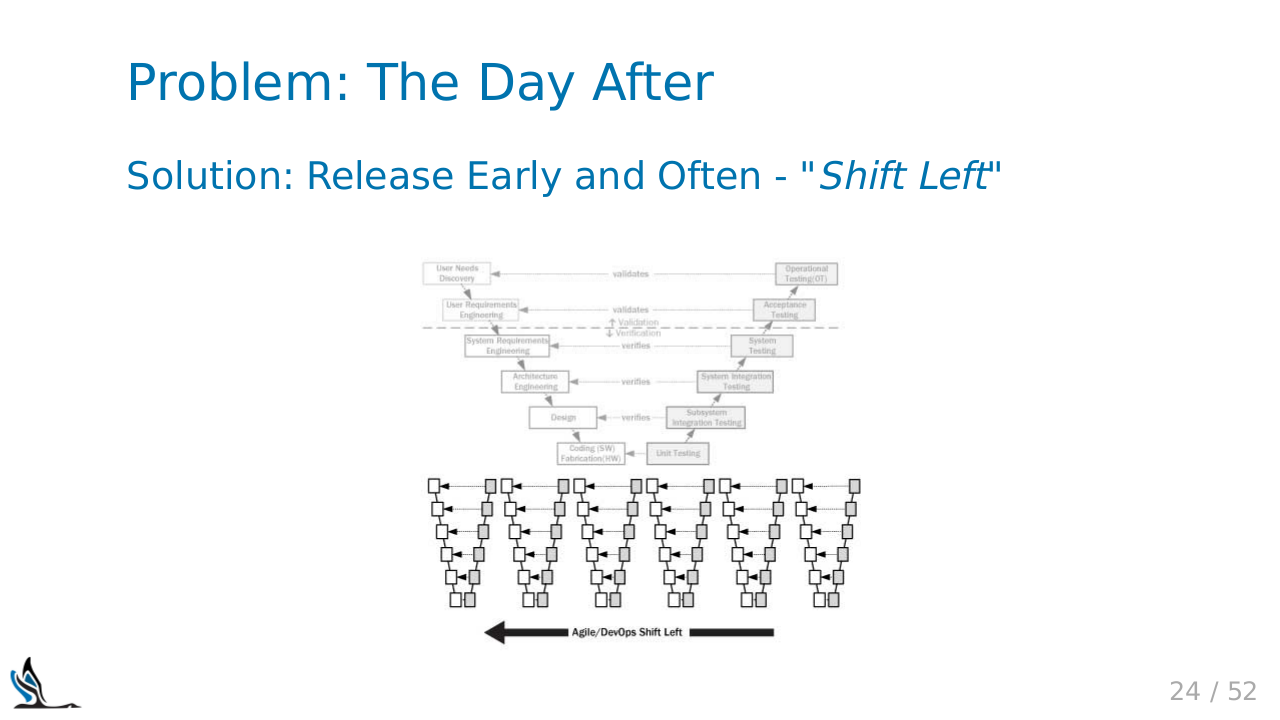 Problem: The Day After
Solution: Release Early and Often - "Shift Left"
User Needs
Discovery
validates
Operational
Testing(OT)
User Requirements
Engineering
validates
Acceptance
Testing
↑ Validation
↓ Verification
System Requirements
Engineering
verifies
System
Testing
Architecture
Engineering
verifies
System Integration
Testing
Design
verifies
Subsystem
Integration Testing
Coding (SW)
Fabrication(HW)
Unit Testing
Agile/DevOps Shift Left
24 / 52